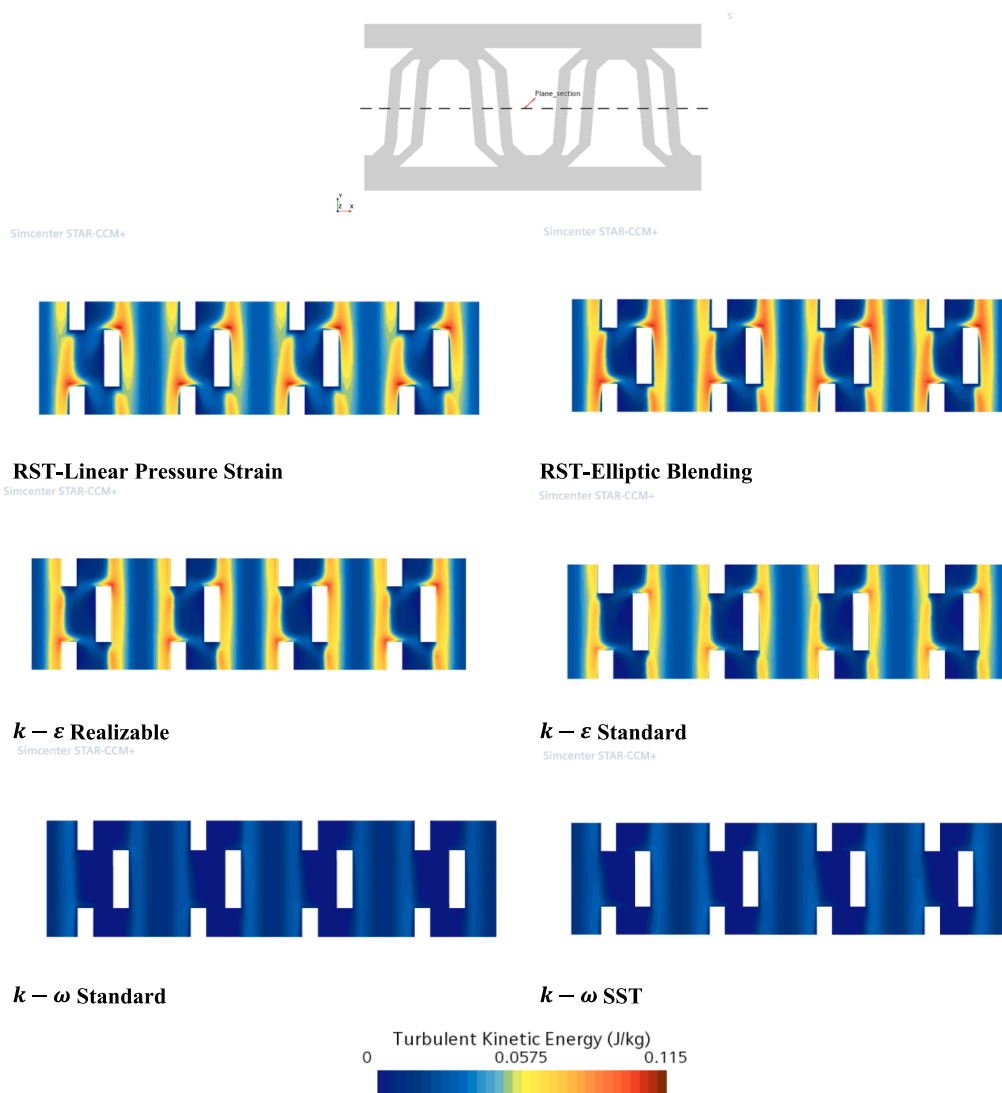 S
Plane_section
Y
Z X
Simcenter STAR-CCM+
Simcenter STAR-CCM+
RST-Linear Pressure Strain
RST-Elliptic Blending
Simcenter STAR-CCM+
Simcenter STAR-CCM+
k − ε Realizable
k − ε Standard
Simcenter STAR-CCM+
Simcenter STAR-CCM+
k − ω Standard
k − ω SST
Turbulent Kinetic Energy (J/kg)
0 0.0575 0.115